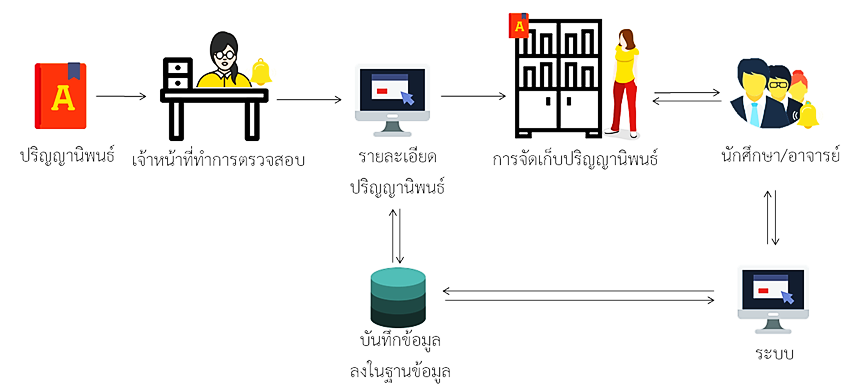 A
A
ปริญญานิพนธ์
เจ้าหน้าที่ทำการตรวจสอบ
รายละเอียด
ปริญญานิพนธ์
การจัดเก็บปริญญานิพนธ์
นักศึกษา/อาจารย์
บันทึกข้อมูล
ลงในฐานข้อมูล
ระบบ